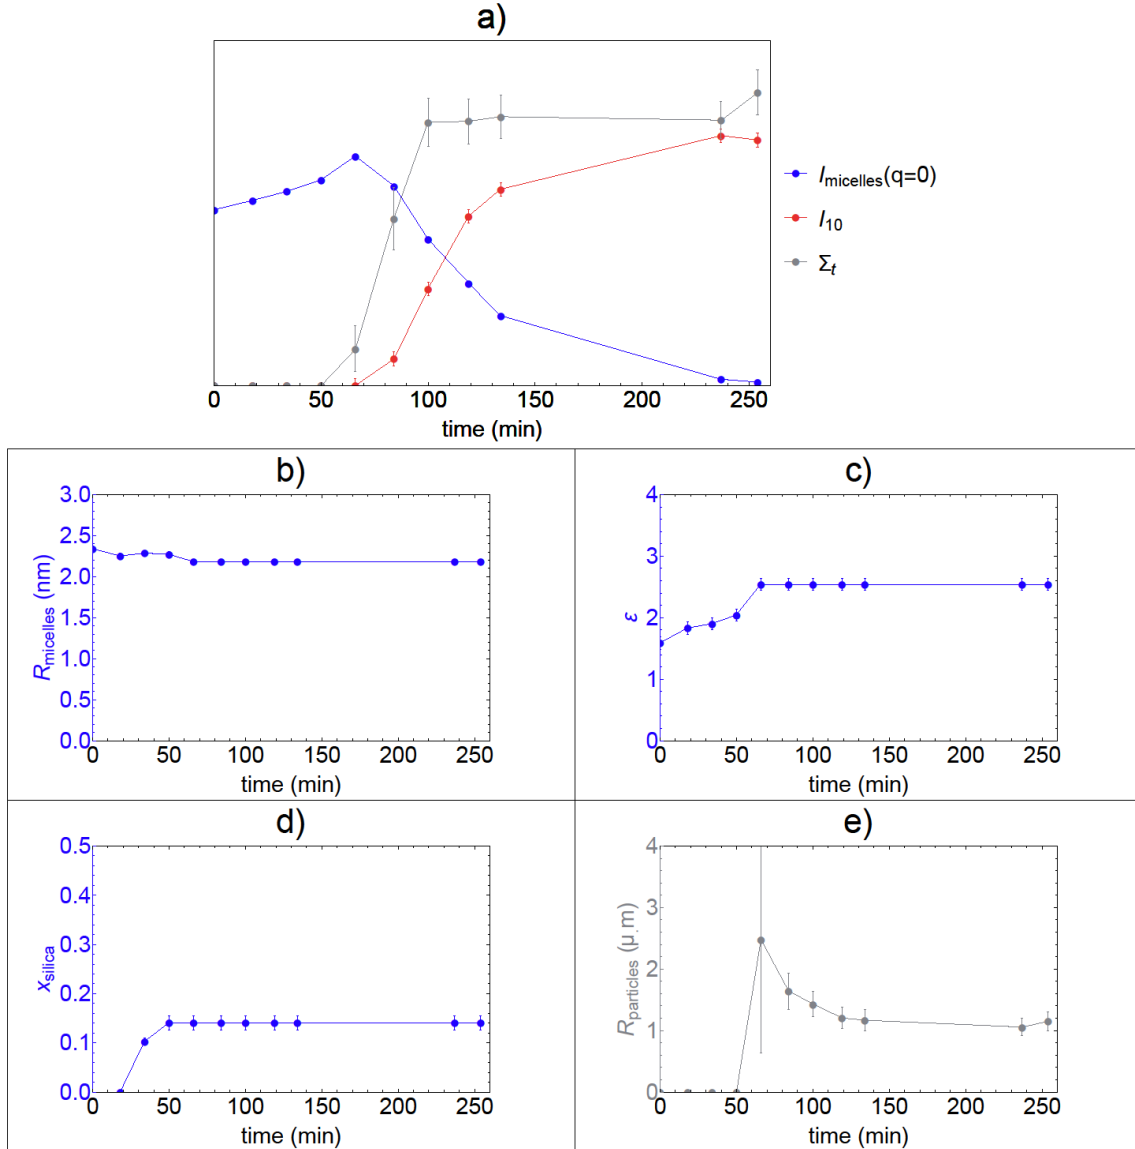 a)
I_micelles(q=0)
I_10
Σ_t
0 50 100 150 200 250
time (min)
b)
3.0
2.5
2.0
1.5
1.0
0.5
0.0
R_micelles (nm)
0 50 100 150 200 250
time (min)
c)
4
3
2
1
0
ε
0 50 100 150 200 250
time (min)
d)
0.5
0.4
0.3
0.2
0.1
0.0
x_silica
0 50 100 150 200 250
time (min)
e)
4
3
2
1
0
R_particles (μ.m)
0 50 100 150 200 250
time (min)